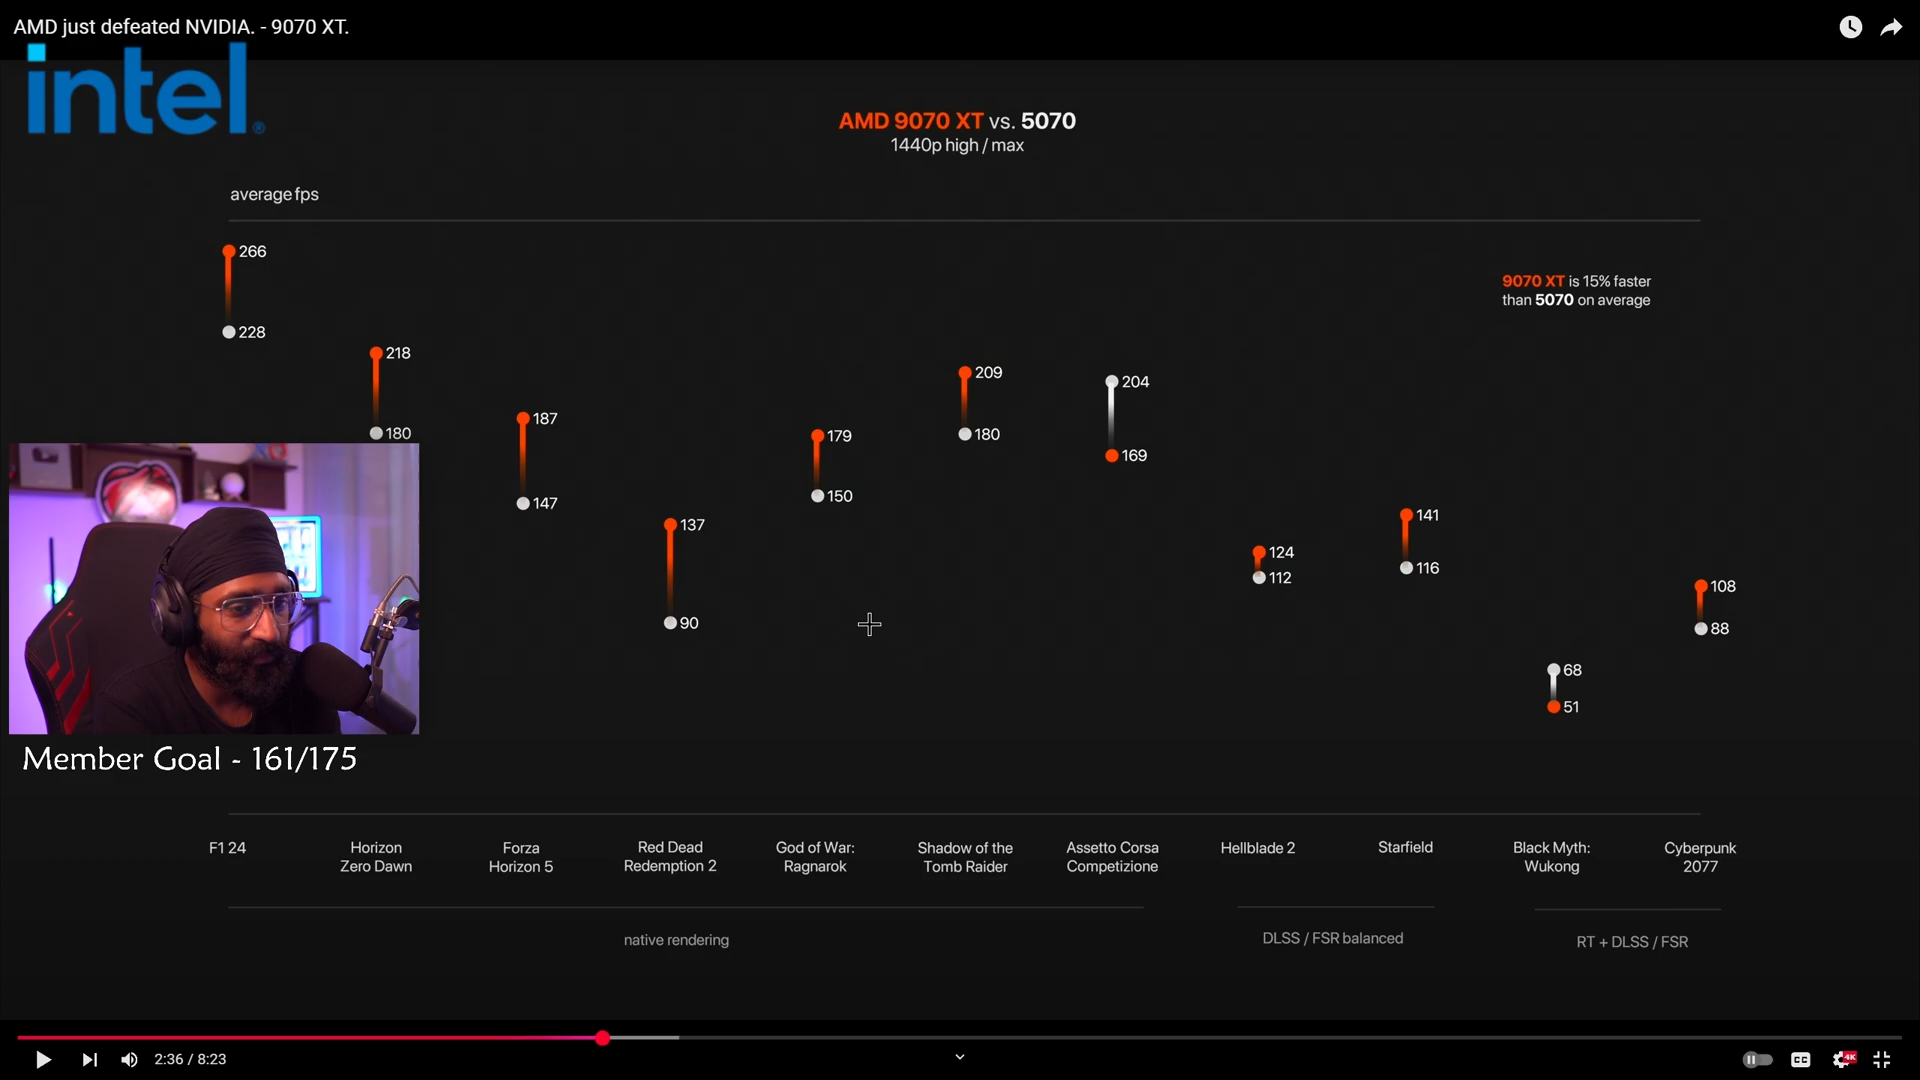 AMD just defeated NVIDIA. - 9070 XT.
intel®
AMD 9070 XT vs. 5070
1440p high / max
average fps
266
228
218
180
187
147
137
90
179
150
209
180
204
169
124
112
141
116
68
51
108
88
9070 XT is 15% faster
than 5070 on average
Member Goal - 161/175
F1 24
Horizon
Zero Dawn
Forza
Horizon 5
Red Dead
Redemption 2
God of War:
Ragnarok
Shadow of the
Tomb Raider
Assetto Corsa
Competizione
Hellblade 2
Starfield
Black Myth:
Wukong
Cyberpunk
2077
native rendering
DLSS / FSR balanced
RT + DLSS / FSR
2:36 / 8:23
CC
4K